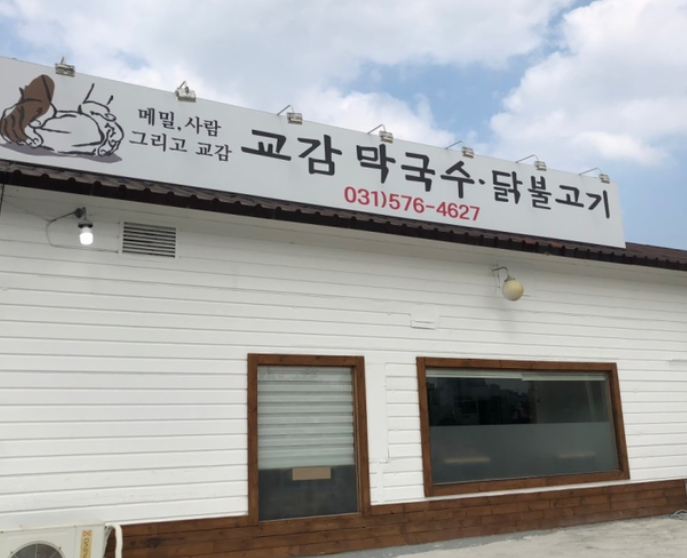 메밀,사람
그리고 교감
교감 막국수·닭불고기
031)576-4627